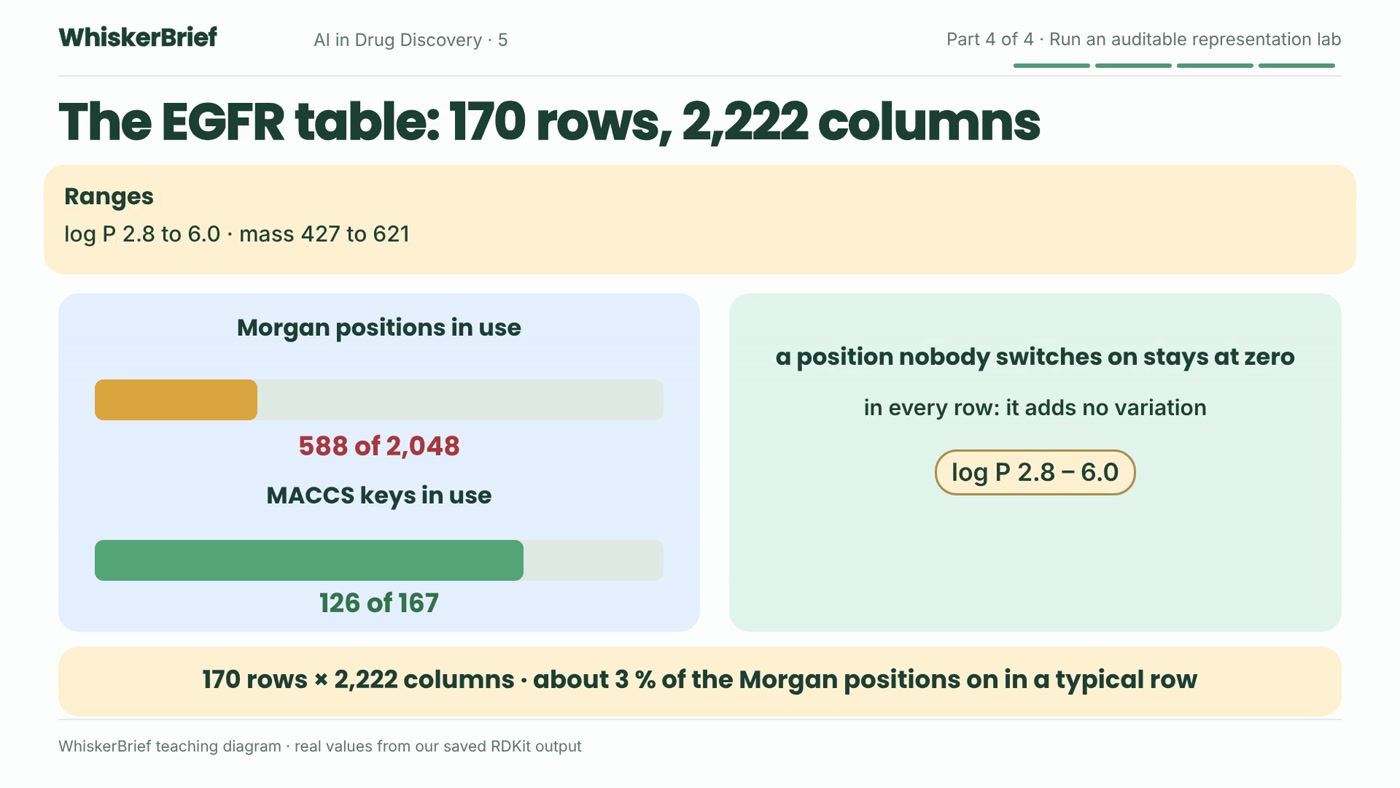 WhiskerBrief
AI in Drug Discovery · 5
Part 4 of 4 · Run an auditable representation lab
The EGFR table: 170 rows, 2,222 columns
Ranges
log P 2.8 to 6.0 · mass 427 to 621
Morgan positions in use
588 of 2,048
MACCS keys in use
126 of 167
a position nobody switches on stays at zero
in every row: it adds no variation
log P 2.8 – 6.0
170 rows × 2,222 columns · about 3 % of the Morgan positions on in a typical row
WhiskerBrief teaching diagram · real values from our saved RDKit output